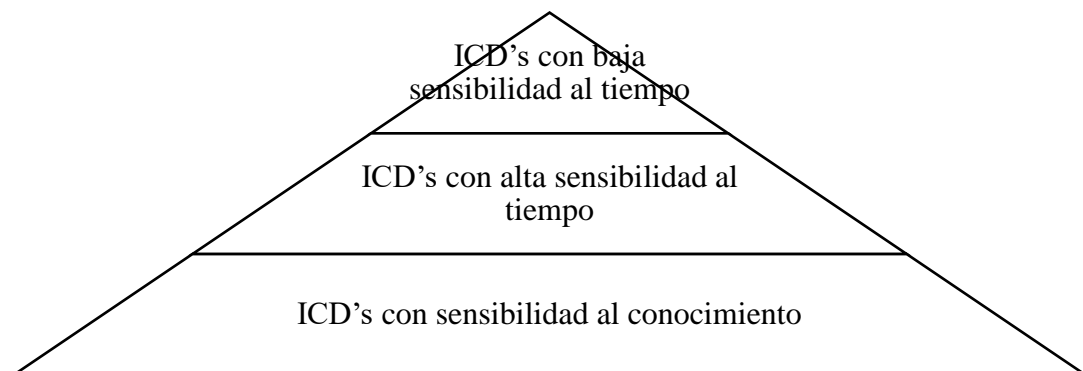 ICD’s con baja
sensibilidad al tiempo
ICD’s con alta sensibilidad al
tiempo
ICD’s con sensibilidad al conocimiento